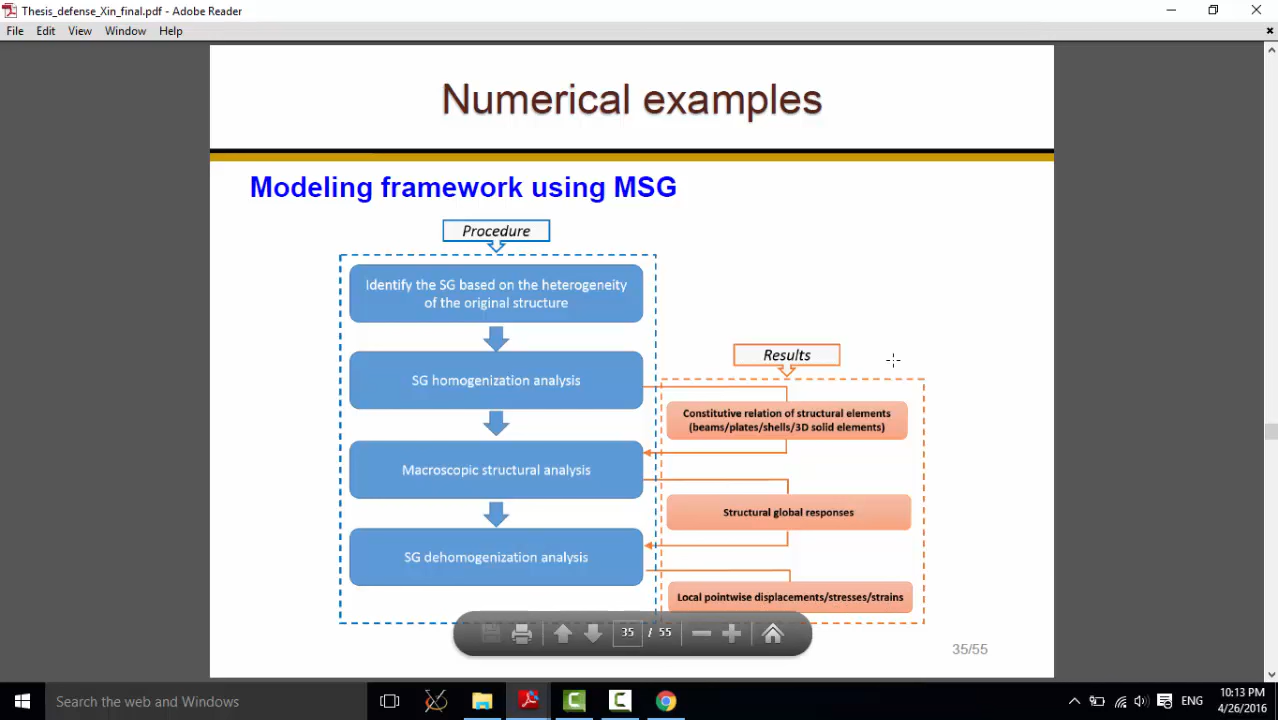 Thesis_defense_Xin_final.pdf - Adobe Reader
File Edit View Window Help
Numerical examples
Modeling framework using MSG
Procedure
Identify the SG based on the heterogeneity
of the original structure
SG homogenization analysis
Results
Constitutive relation of structural elements
(beams/plates/shells/3D solid elements)
Macroscopic structural analysis
Structural global responses
SG dehomogenization analysis
Local pointwise displacements/stresses/strains
35 / 55
35/55
Search the web and Windows
ENG
10:13 PM
4/26/2016